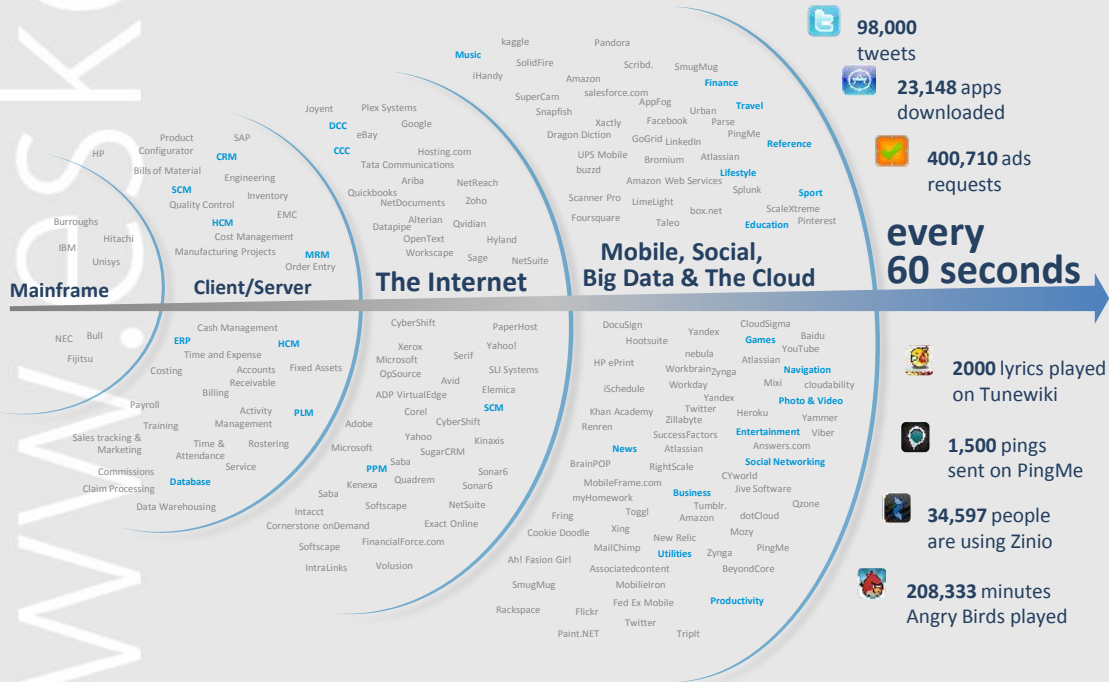 www.esk
Mainframe
HP
Burroughs
Hitachi
IBM
Unisys
NEC
Bull
Fijitsu
Client/Server
Product
Configurator
SAP
CRM
Bills of Material
Engineering
SCM
Inventory
Quality Control
EMC
HCM
Cost Management
Manufacturing Projects
MRM
Order Entry
Cash Management
ERP
HCM
Time and Expense
Costing
Accounts
Receivable
Fixed Assets
Billing
Payroll
Activity
Management
PLM
Training
Sales tracking &
Marketing
Time &
Attendance
Rostering
Commissions
Service
Claim Processing
Database
Data Warehousing
The Internet
Joyent
Plex Systems
DCC
Google
eBay
CCC
Hosting.com
Tata Communications
Ariba
NetReach
Quickbooks
Zoho
NetDocuments
Alterian
Datapipe
Qvidian
OpenText
Hyland
Workscape
Sage
NetSuite
CyberShift
PaperHost
Xerox
Yahoo!
Microsoft
Serif
OpSource
SLI Systems
Avid
Elemica
ADP VirtualEdge
Corel
SCM
Adobe
CyberShift
Yahoo
Kinaxis
Microsoft
SugarCRM
Saba
PPM
Sonar6
Kenexa
Quadrem
Sonar6
Saba
Intacct
Softscape
NetSuite
Cornerstone onDemand
Exact Online
Softscape
FinancialForce.com
IntraLinks
Volusion
Mobile, Social,
Big Data & The Cloud
kaggle
Pandora
Music
SolidFire
Scribd.
SmugMug
iHandy
Amazon
Finance
SuperCam
salesforce.com
Snapfish
AppFog
Urban
Travel
Xactly
Facebook
Parse
Dragon Diction
GoGrid
LinkedIn
PingMe
Reference
UPS Mobile
Bromium
Atlassian
buzzd
Lifestyle
Amazon Web Services
Splunk
Sport
Scanner Pro
LimeLight
box.net
ScaleXtreme
Foursquare
Taleo
Education
Pinterest
DocuSign
Yandex
CloudSigma
Hootsuite
Games
Baidu
YouTube
nebula
Atlassian
HP ePrint
Workbrain
Zynga
Navigation
Workday
Mixi
cloudability
iSchedule
Yandex
Photo & Video
Khan Academy
Twitter
Heroku
Yammer
Renren
Zillabyte
SuccessFactors
Entertainment
Viber
News
Atlassian
Answers.com
BrainPOP
RightScale
Social Networking
MobileFrame.com
CYworld
myHomework
Business
Jive Software
Tumblr.
Qzone
Fring
Toggl
Amazon
dotCloud
Cookie Doodle
Xing
New Relic
Mozy
MailChimp
Utilities
Zynga
PingMe
Ah! Fasion Girl
Associatedcontent
BeyondCore
SmugMug
MobilieIron
Rackspace
Flickr
Fed Ex Mobile
Productivity
Twitter
Paint.NET
TripIt
98,000
tweets
23,148 apps
downloaded
400,710 ads
requests
every
60 seconds
2000 lyrics played
on Tunewiki
1,500 pings
sent on PingMe
34,597 people
are using Zinio
208,333 minutes
Angry Birds played